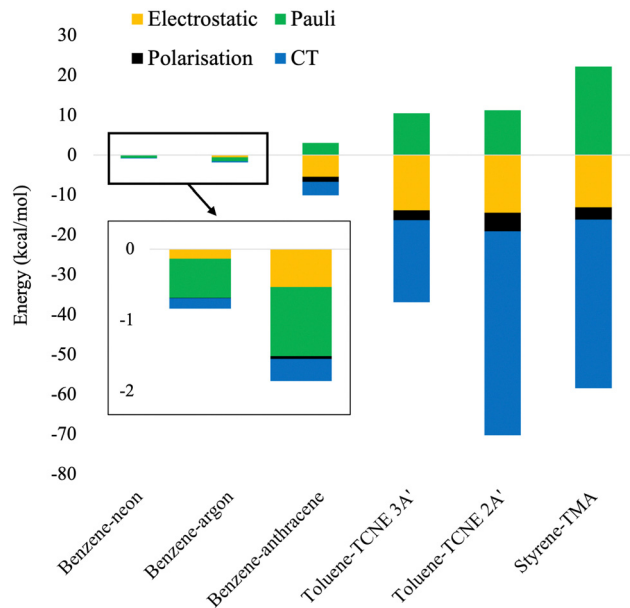 Electrostatic Pauli
Polarisation CT
Energy (kcal/mol)
30
20
10
0
-10
-20
-30
-40
-50
-60
-70
-80
0
-1
-2
Benzene-neon
Benzene-argon
Benzene-anthracene
Toluene-TCNE 3A'
Toluene-TCNE 2A'
Styrene-TMA